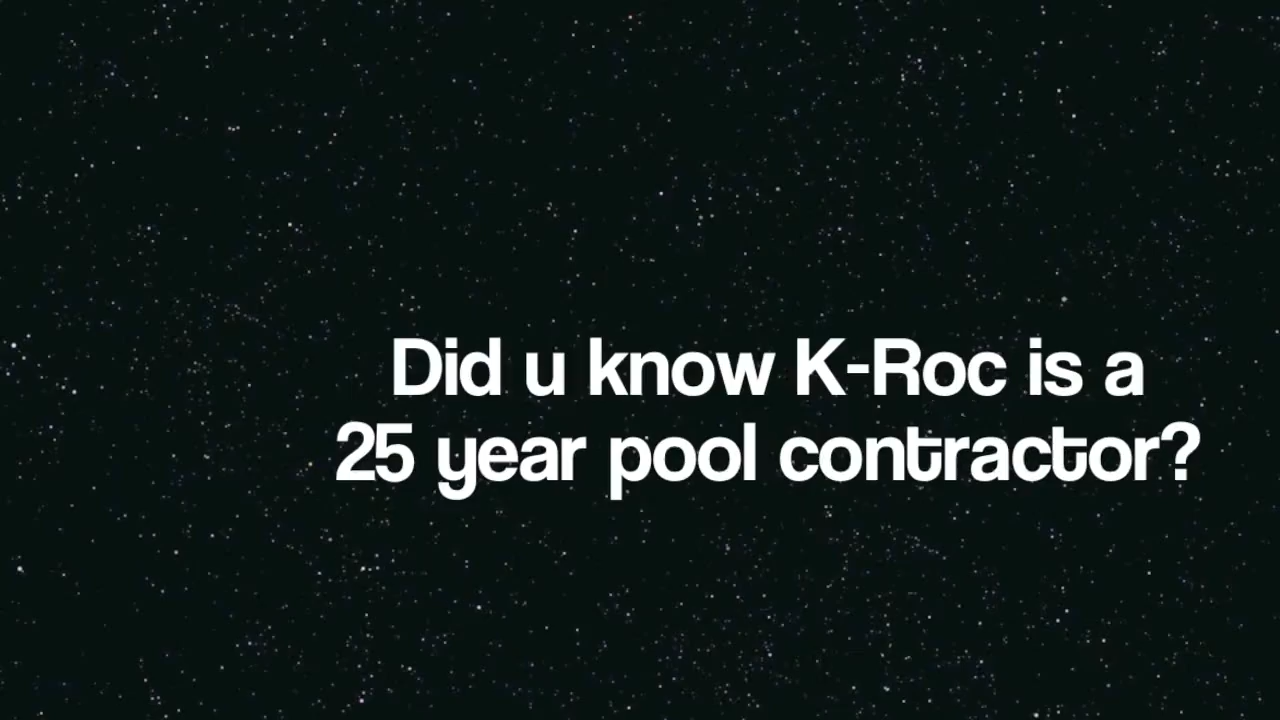 Did u know K-Roc is a
25 year pool contractor?